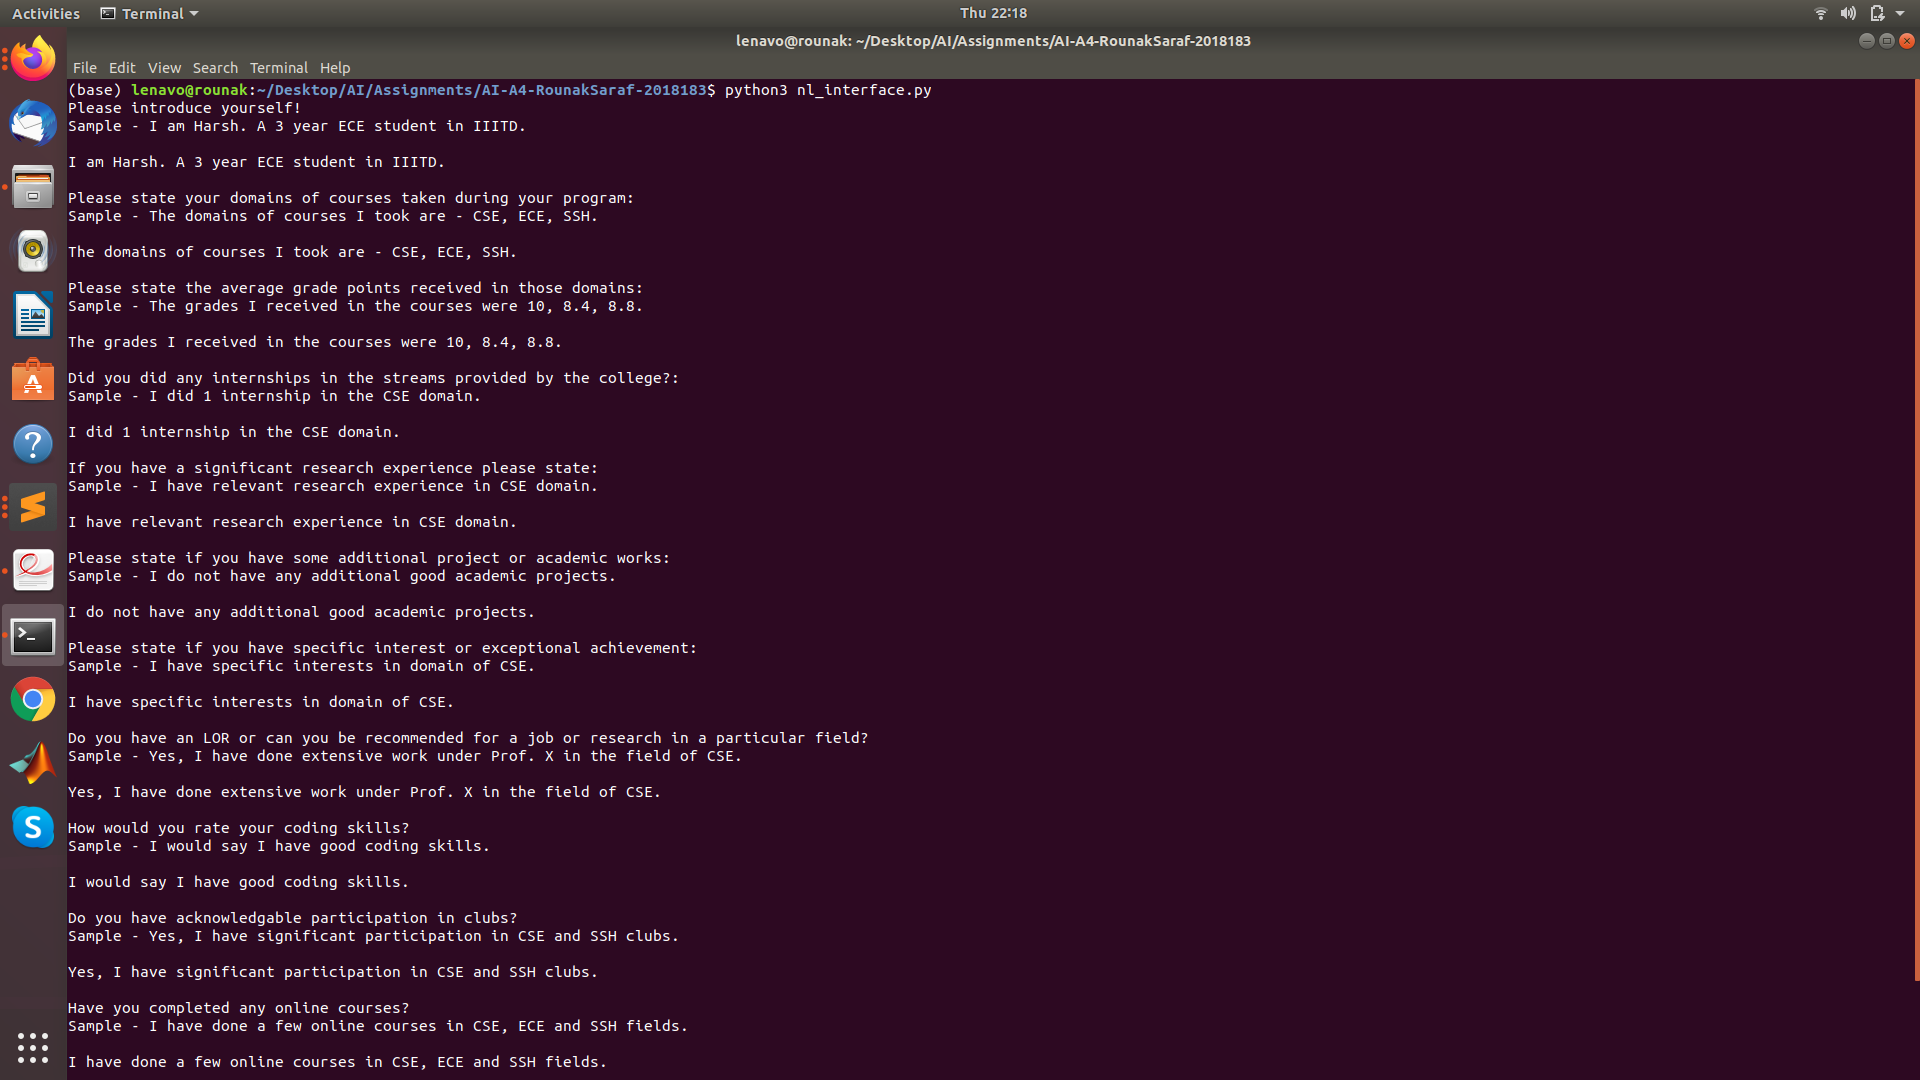 Activities
Terminal
Thu 22:18
lenavo@rounak: ~/Desktop/AI/Assignments/AI-A4-RounakSaraf-2018183
File Edit View Search Terminal Help
(base) lenavo@rounak:~/Desktop/AI/Assignments/AI-A4-RounakSaraf-2018183$ python3 nl_interface.py
Please introduce yourself!
Sample - I am Harsh. A 3 year ECE student in IIITD.
I am Harsh. A 3 year ECE student in IIITD.
Please state your domains of courses taken during your program:
Sample - The domains of courses I took are - CSE, ECE, SSH.
The domains of courses I took are - CSE, ECE, SSH.
Please state the average grade points received in those domains:
Sample - The grades I received in the courses were 10, 8.4, 8.8.
The grades I received in the courses were 10, 8.4, 8.8.
Did you did any internships in the streams provided by the college?:
Sample - I did 1 internship in the CSE domain.
I did 1 internship in the CSE domain.
If you have a significant research experience please state:
Sample - I have relevant research experience in CSE domain.
I have relevant research experience in CSE domain.
Please state if you have some additional project or academic works:
Sample - I do not have any additional good academic projects.
I do not have any additional good academic projects.
Please state if you have specific interest or exceptional achievement:
Sample - I have specific interests in domain of CSE.
I have specific interests in domain of CSE.
Do you have an LOR or can you be recommended for a job or research in a particular field?
Sample - Yes, I have done extensive work under Prof. X in the field of CSE.
Yes, I have done extensive work under Prof. X in the field of CSE.
How would you rate your coding skills?
Sample - I would say I have good coding skills.
I would say I have good coding skills.
Do you have acknowledgable participation in clubs?
Sample - Yes, I have significant participation in CSE and SSH clubs.
Yes, I have significant participation in CSE and SSH clubs.
Have you completed any online courses?
Sample - I have done a few online courses in CSE, ECE and SSH fields.
I have done a few online courses in CSE, ECE and SSH fields.